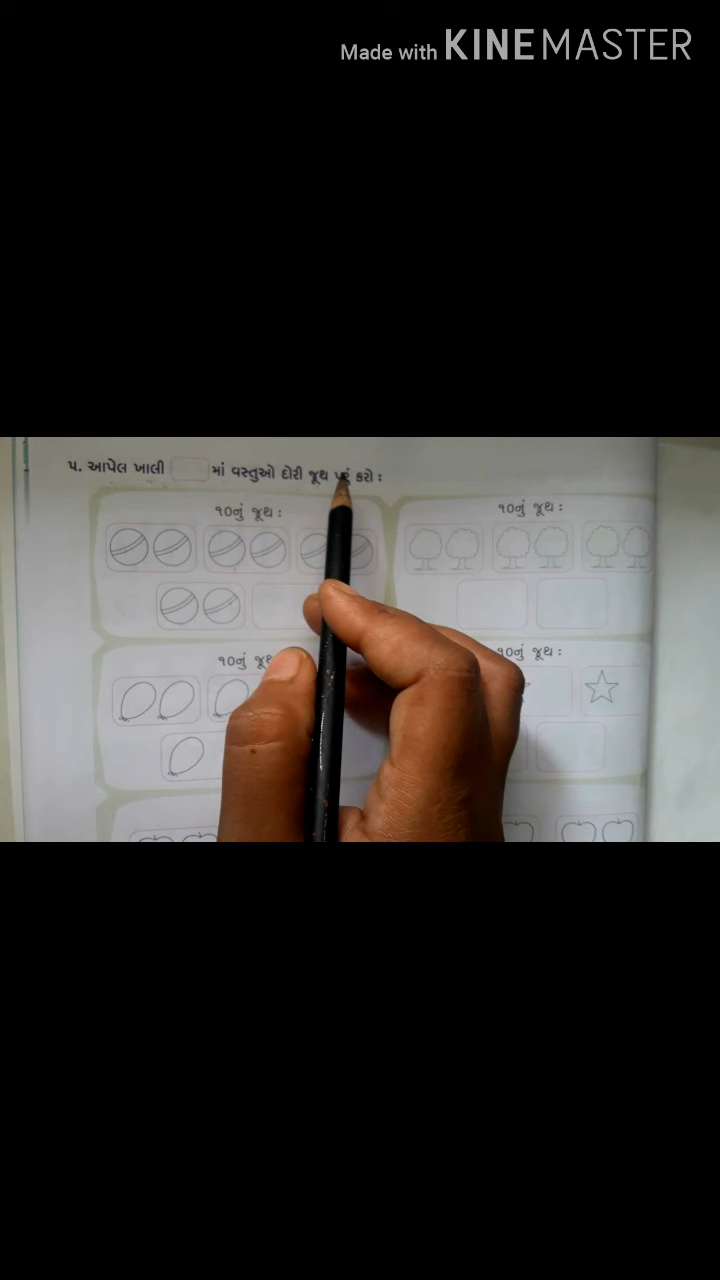 Made with KINEMASTER
૫. આપેલ ખાલી માં વસ્તુઓ દોરી જૂથ પૂરું કરો :
૧૦નું જૂથ :
૧૦નું જૂથ :
૧૦નું જૂથ
૧૦નું જૂથ :